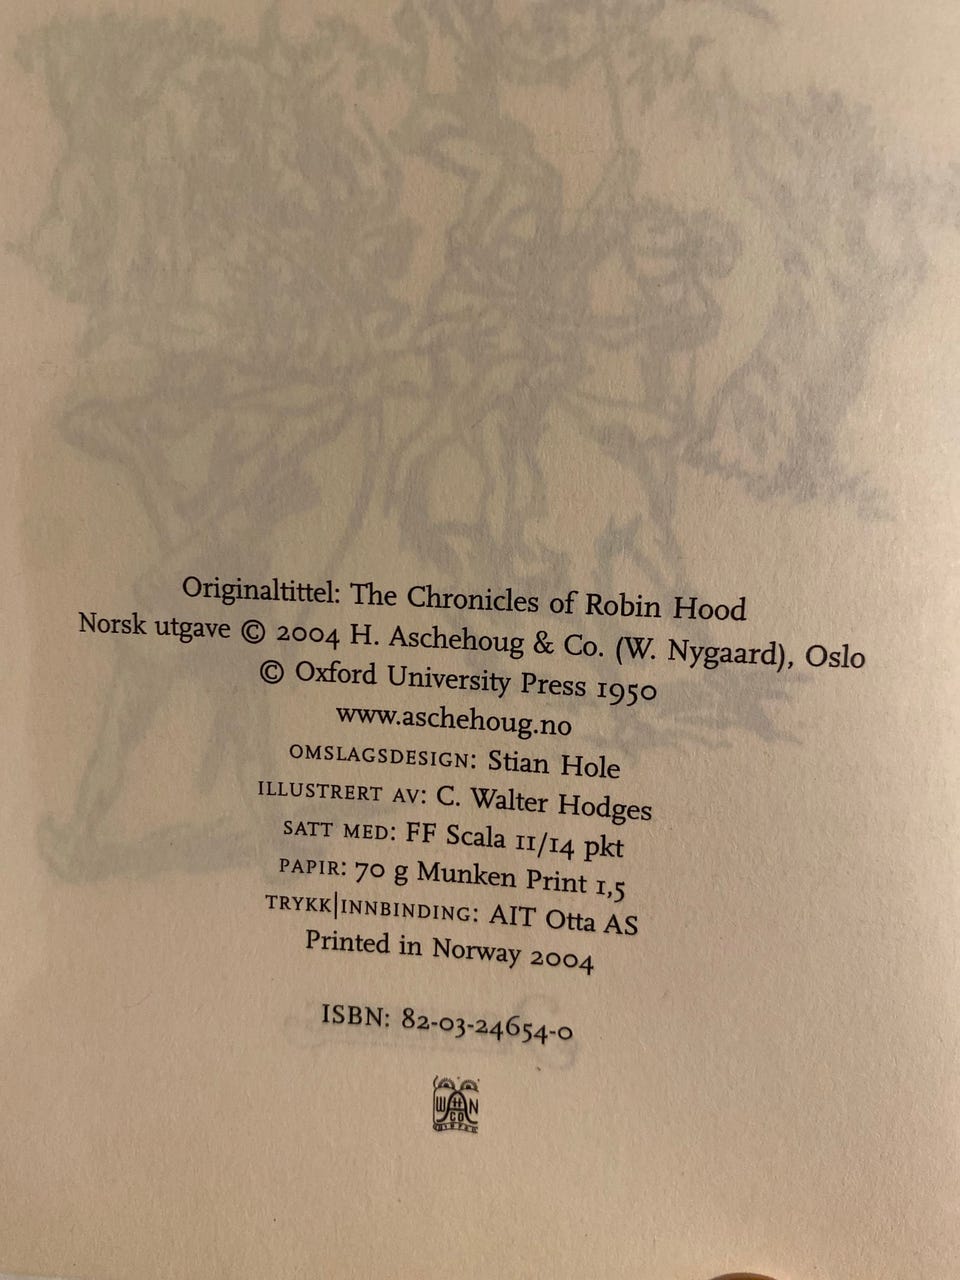 Originaltittel: The Chronicles of Robin Hood
Norsk utgave © 2004 H. Aschehoug & Co. (W. Nygaard), Oslo
© Oxford University Press 1950
www.aschehoug.no
OMSLAGSDESIGN: Stian Hole
ILLUSTRERT AV: C. Walter Hodges
SATT MED: FF Scala 11/14 pkt
PAPIR: 70 g Munken Print 1,5
TRYKK|INNBINDING: AIT Otta AS
Printed in Norway 2004
ISBN: 82-03-24654-0
W H N
CO